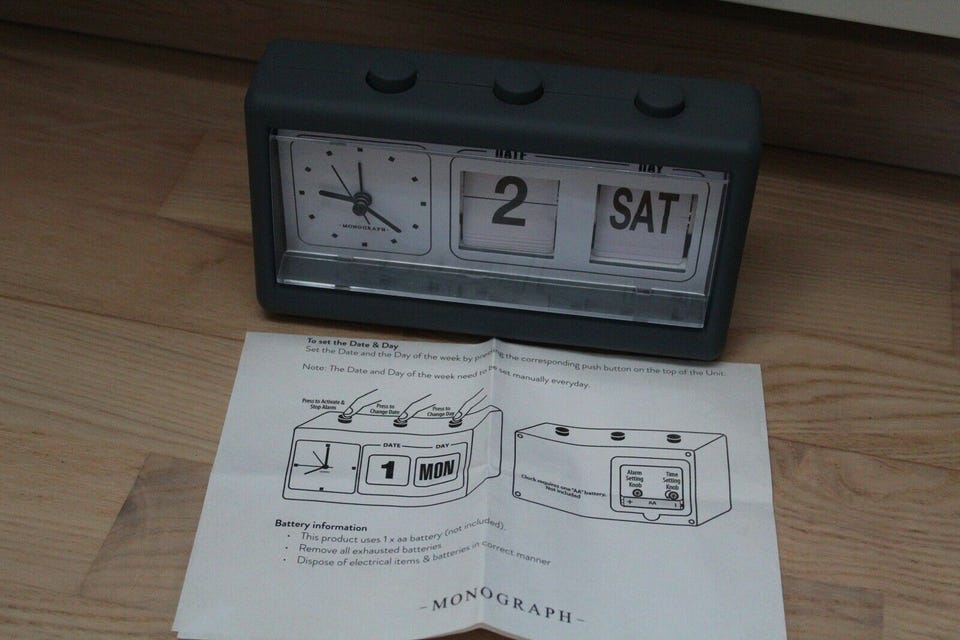 DATE
DAY
2
SAT
-MONOGRAPH-
To set the Date & Day
Set the Date and the Day of the week by pressing the corresponding push button on the top of the Unit.
Note: The Date and Day of the week need to be set manually everyday.
Press to Activate &
Stop Alarm
Press to
Change Date
Press to
Change Day
DATE
DAY
1
MON
Clock requires one "AA" battery.
Not included
Alarm
Setting
Knob
Time
Setting
Knob
+ AA -
Battery information
· This product uses 1 x aa battery (not included).
· Remove all exhausted batteries
· Dispose of electrical items & batteries in correct manner
-MONOGRAPH-